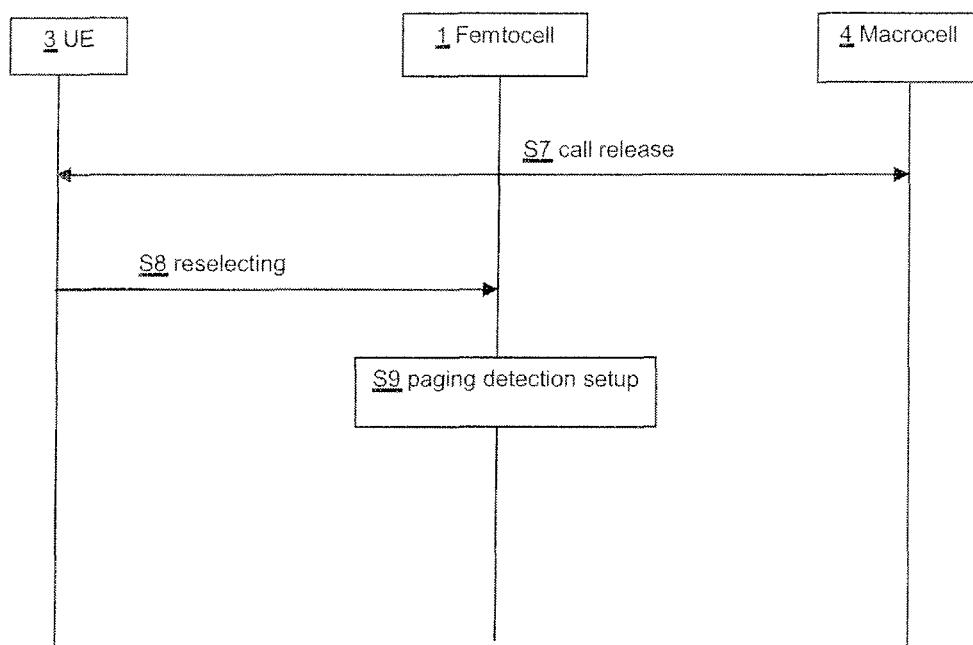 3 UE
1 Femtocell
4 Macrocell
S7 call release
S8 reselecting
S9 paging detection setup